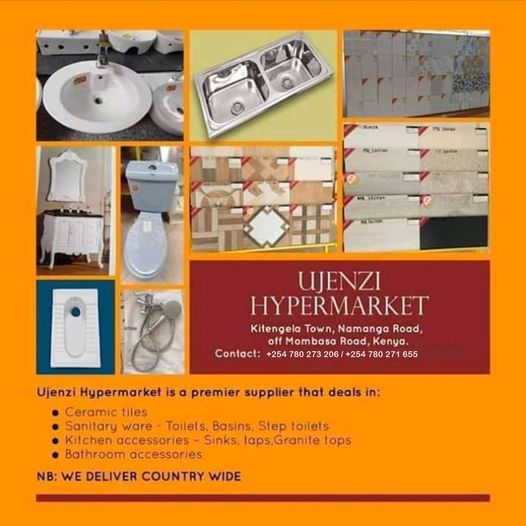 UJENZI
HYPERMARKET
Kitengela Town, Namanga Road,
off Mombasa Road, Kenya.
Contact: +254 780 273 206 / +254 780 271 655
Ujenzi Hypermarket is a premier supplier that deals in:
● Ceramic tiles
● Sanitary ware - Toilets, Basins, Step toilets
● Kitchen accessories – Sinks, taps,Granite tops
● Bathroom accessories
NB: WE DELIVER COUNTRY WIDE